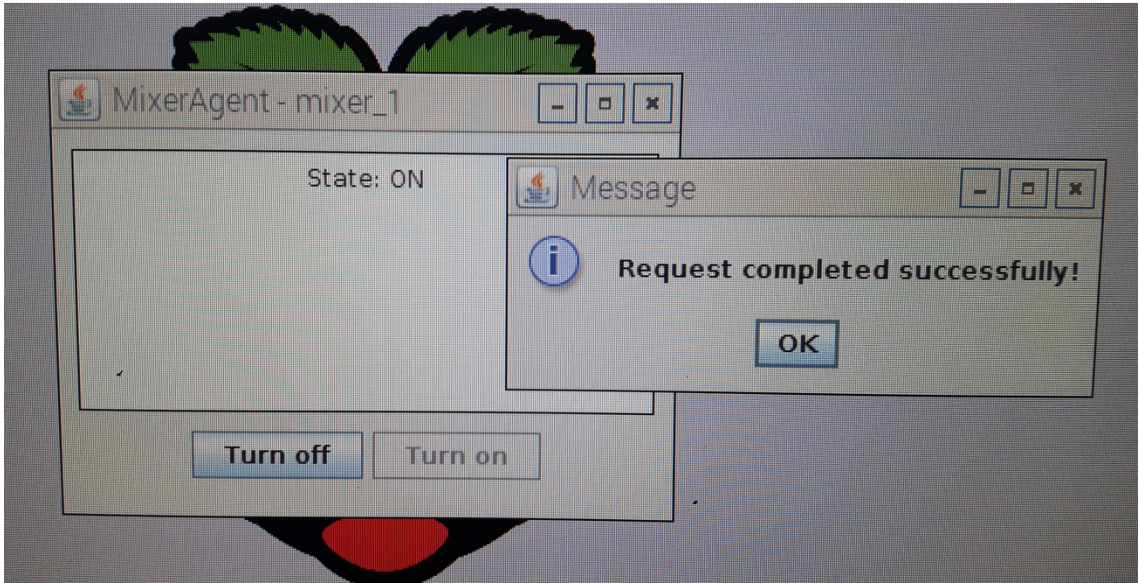 MixerAgent - mixer_1
State: ON
Message
Request completed successfully!
OK
Turn off
Turn on